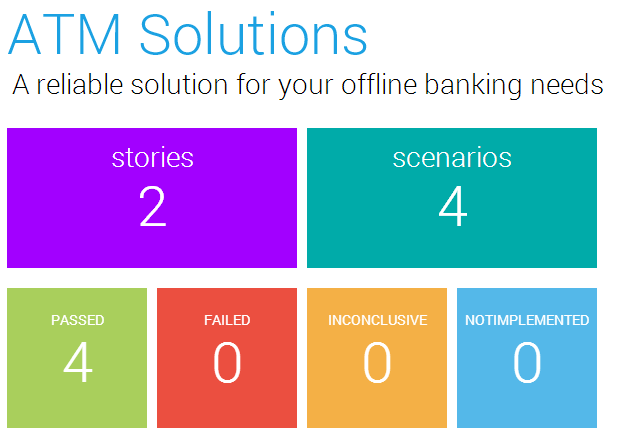 ATM Solutions
A reliable solution for your offline banking needs
stories
2
scenarios
4
PASSED
4
FAILED
0
INCONCLUSIVE
0
NOTIMPLEMENTED
0